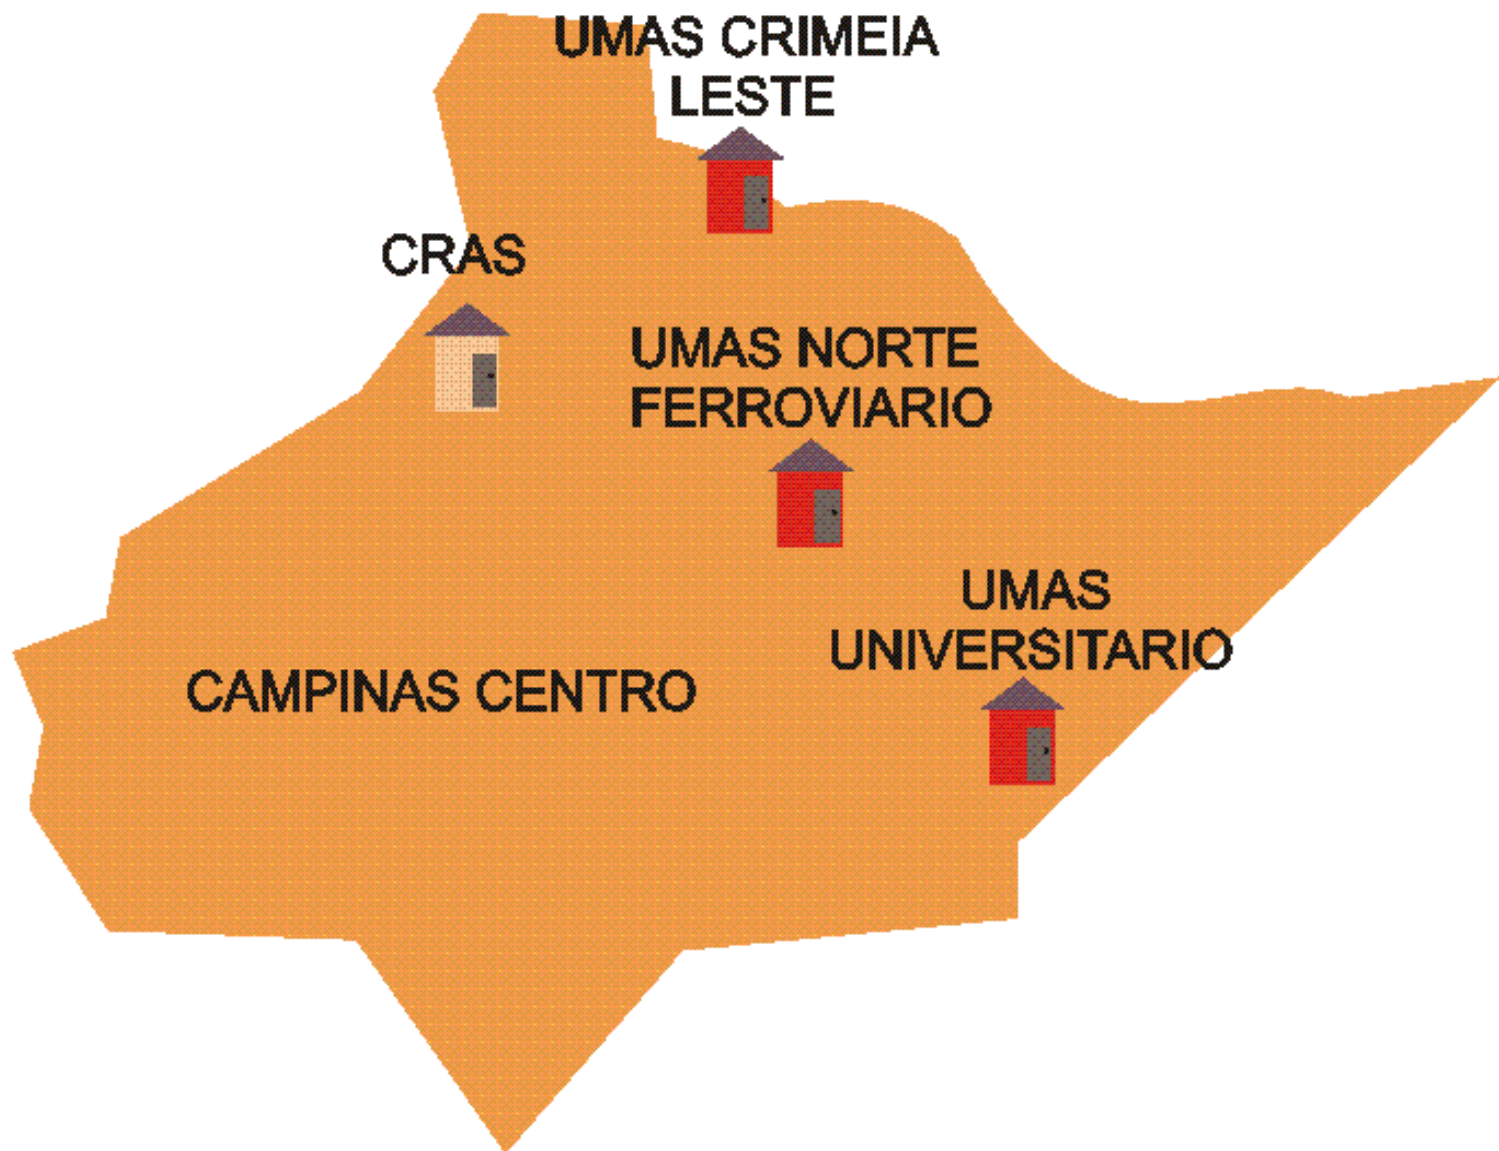 UMAS CRIMEIA
LESTE
CRAS
UMAS NORTE
FERROVIARIO
UMAS
UNIVERSITARIO
CAMPINAS CENTRO